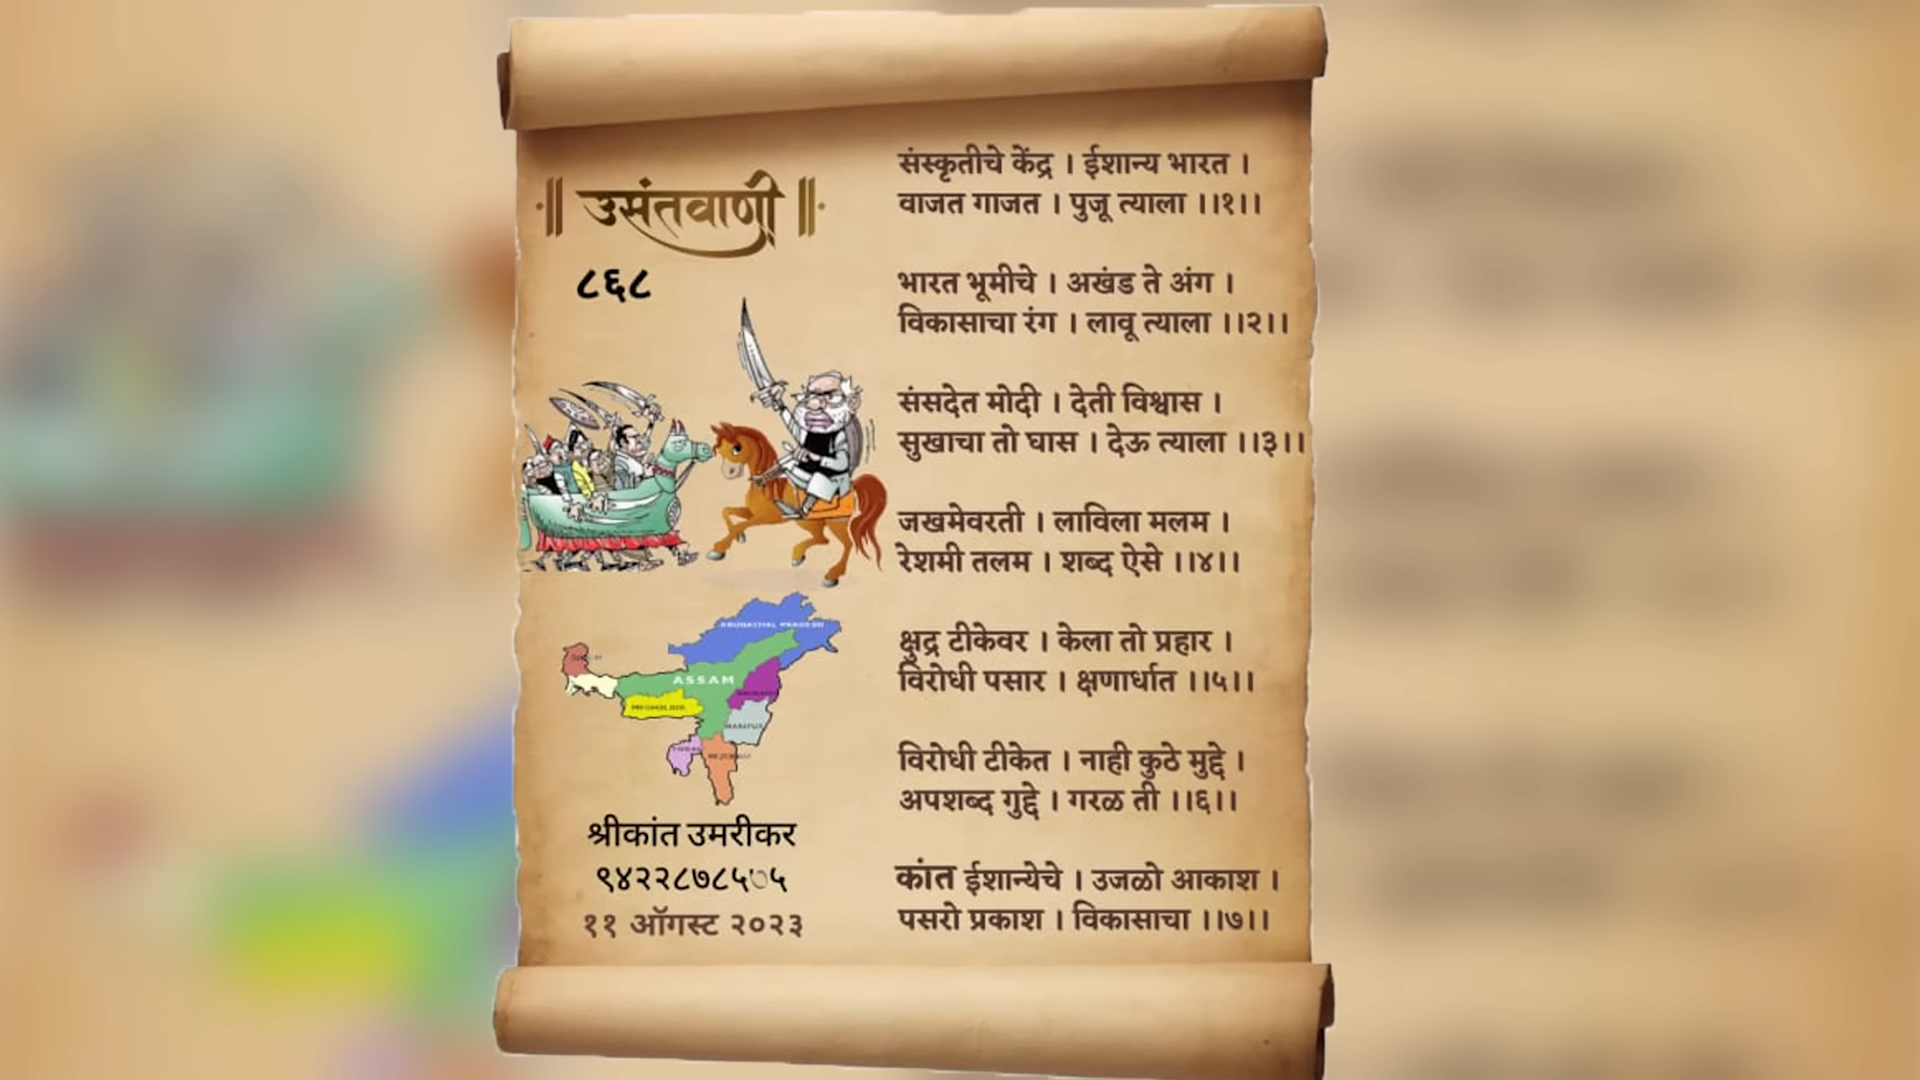 ॥ उसंतवाणी ॥
८६८
संस्कृतीचे केंद्र । ईशान्य भारत ।
वाजत गाजत । पुजू त्याला ।।१।।
भारत भूमीचे । अखंड ते अंग ।
विकासाचा रंग । लावू त्याला ।।२।।
संसदेत मोदी । देती विश्वास ।
सुखाचा तो घास । देऊ त्याला ।।३।।
जखमेवरती । लाविला मलम ।
रेशमी तलम । शब्द ऐसे ।।४।।
क्षुद्र टीकेवर । केला तो प्रहार ।
विरोधी पसार । क्षणार्धात ।।५।।
विरोधी टीकेत । नाही कुठे मुद्दे ।
अपशब्द गुद्दे । गरळ ती ।।६।।
कांत ईशान्येचे । उजळो आकाश ।
पसरो प्रकाश । विकासाचा ।।७।।
ARUNACHAL PRADESH
ASSAM
MEGHALAYA
MANIPUR
श्रीकांत उमरीकर
९४२२८७८५७५
११ ऑगस्ट २०२३